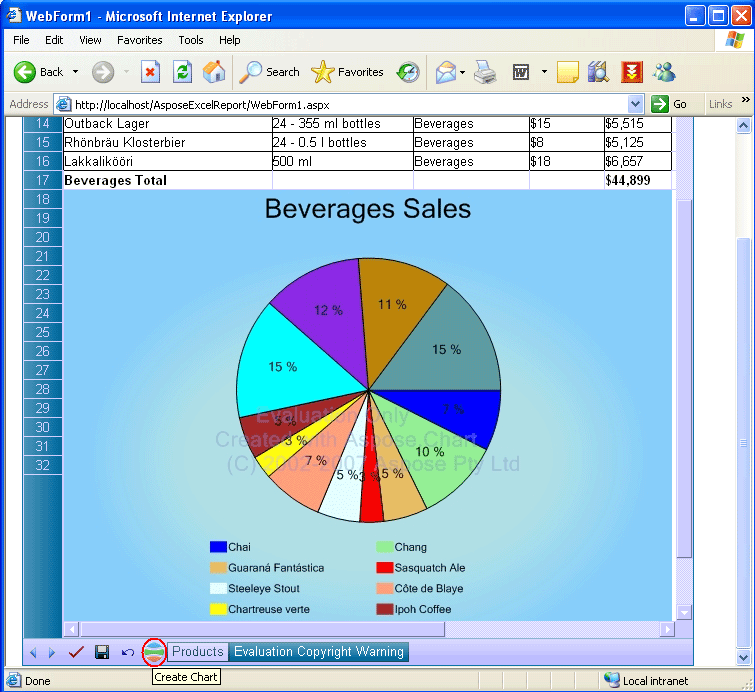 WebForm1 - Microsoft Internet Explorer
File Edit View Favorites Tools Help
Back Search Favorites
Address http://localhost/AsposeExcelReport/WebForm1.aspx Go Links »
14 Outback Lager 24 - 355 ml bottles Beverages $15 $5,515
15 Rhönbräu Klosterbier 24 - 0.5 l bottles Beverages $8 $5,125
16 Lakkalikööri 500 ml Beverages $18 $6,657
17 Beverages Total $44,899
18
19
20
21
22
23
24
25
26
27
28
29
30
31
32
Beverages Sales
12 %
11 %
15 %
15 %
5 %
3 %
7 %
5 %
3 %
5 %
10 %
Evaluation Only
Created with Aspose.Chart
(C) 2002-2007 Aspose Pty Ltd
Chai Chang
Guaraná Fantástica Sasquatch Ale
Steeleye Stout Côte de Blaye
Chartreuse verte Ipoh Coffee
Products Evaluation Copyright Warning
Create Chart
Done Local intranet